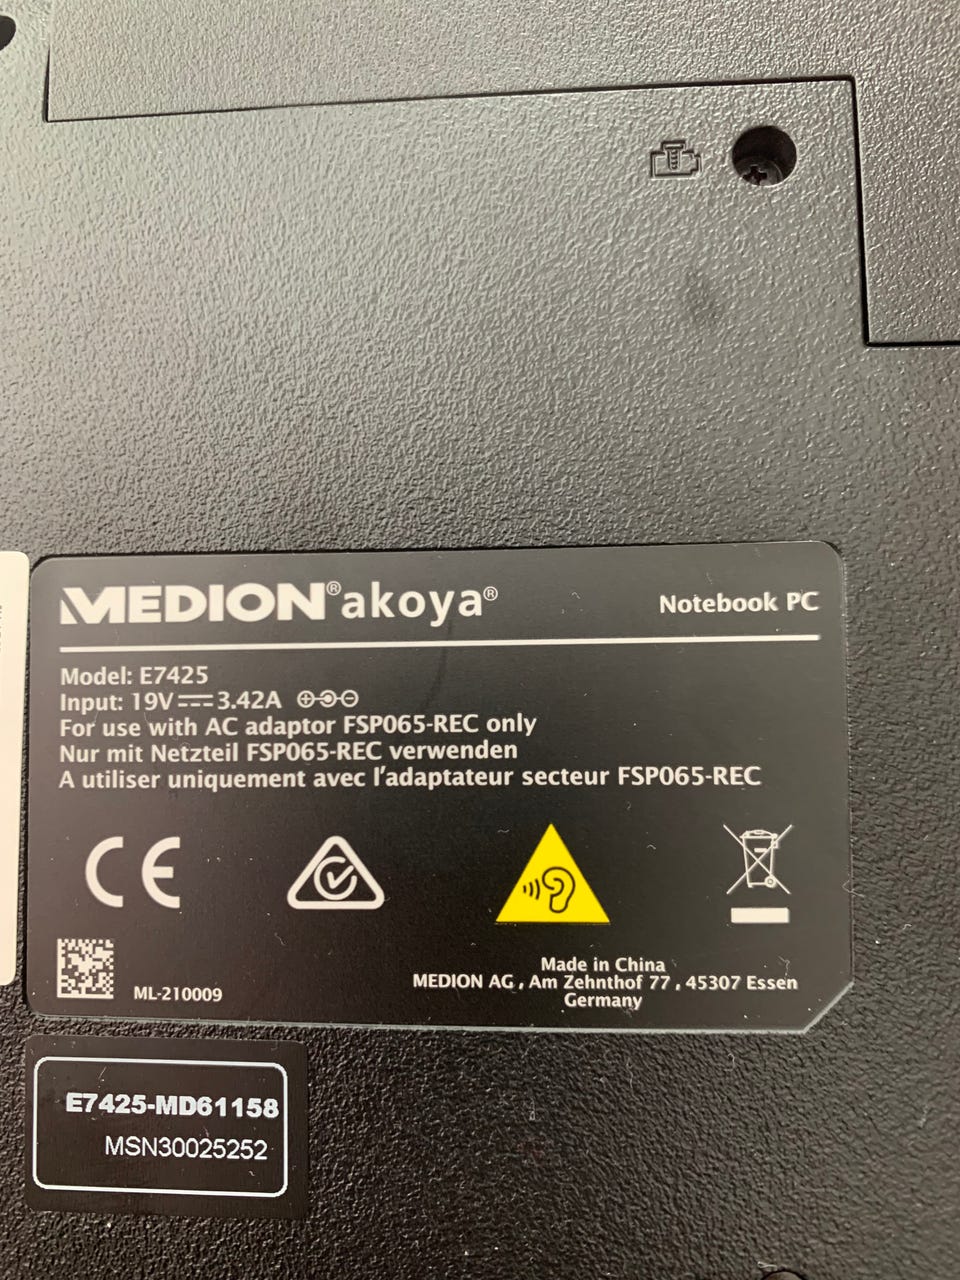 MEDION® akoya®
Notebook PC
Model: E7425
Input: 19V 3.42A
For use with AC adaptor FSP065-REC only
Nur mit Netzteil FSP065-REC verwenden
A utiliser uniquement avec l'adaptateur secteur FSP065-REC
CE
ML-210009
Made in China
MEDION AG, Am Zehnthof 77, 45307 Essen
Germany
E7425-MD61158
MSN30025252